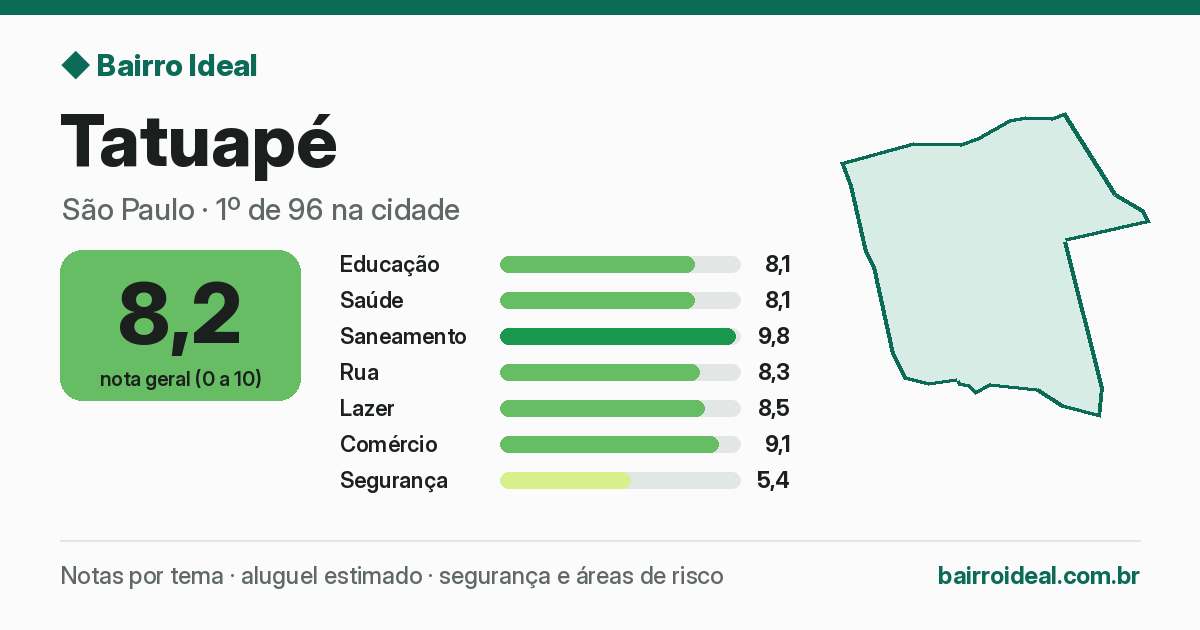 Bairro Ideal
Tatuapé
São Paulo · 1º de 96 na cidade
8,2
nota geral (0 a 10)
Educação 8,1
Saúde 8,1
Saneamento 9,8
Rua 8,3
Lazer 8,5
Comércio 9,1
Segurança 5,4
Notas por tema · aluguel estimado · segurança e áreas de risco
bairroideal.com.br